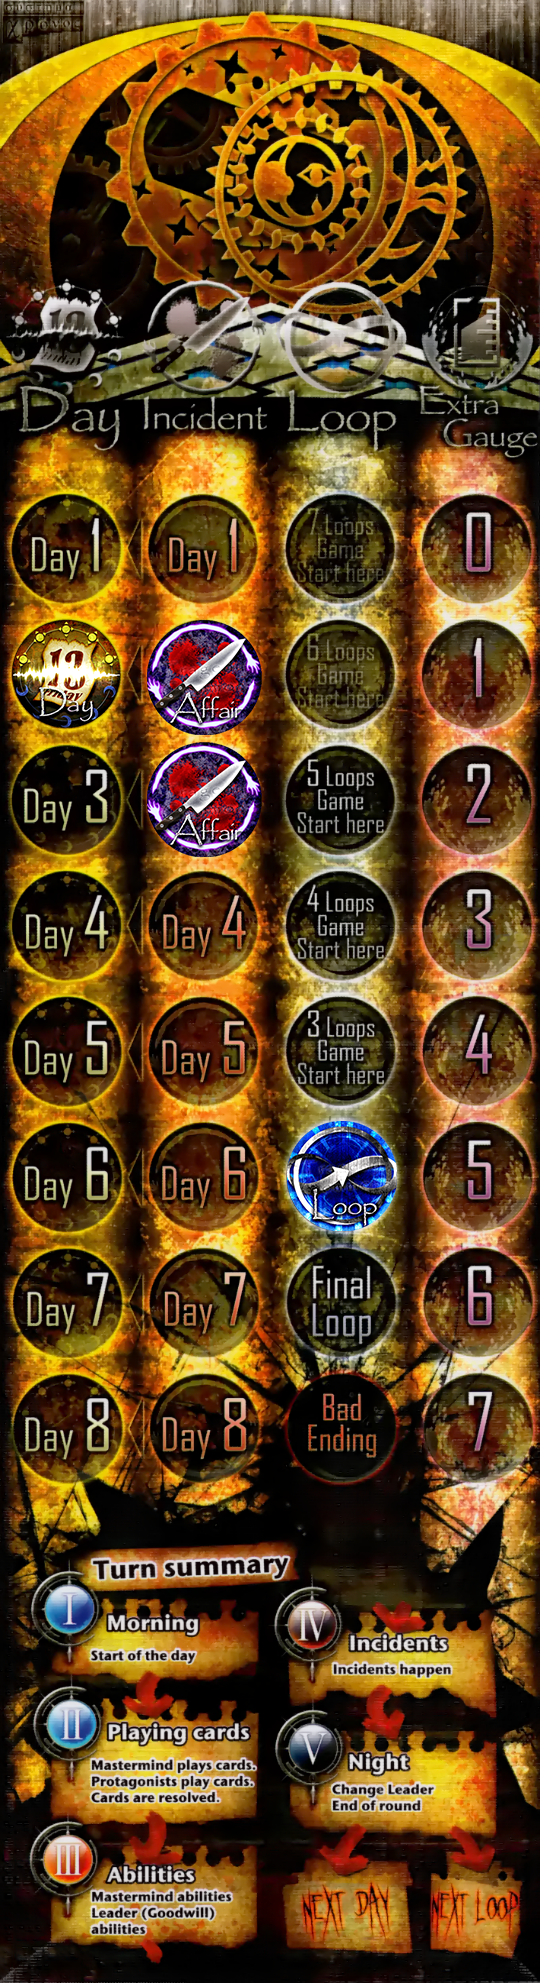 Day Incident Loop Extra
Gauge
Day 1
Day 1
7 Loops
Game
Start here
0
13
Day
Affair
6 Loops
Game
Start here
1
Day 3
Affair
5 Loops
Game
Start here
2
Day 4
Day 4
4 Loops
Game
Start here
3
Day 5
Day 5
3 Loops
Game
Start here
4
Day 6
Day 6
Loop
5
Day 7
Day 7
Final
Loop
6
Day 8
Day 8
Bad
Ending
7
Turn summary
I
Morning
Start of the day
II
Playing cards
Mastermind plays cards.
Protagonists play cards.
Cards are resolved.
III
Abilities
Mastermind abilities
Leader (Goodwill)
abilities
IV
Incidents
Incidents happen
V
Night
Change Leader
End of round
NEXT DAY
NEXT LOOP